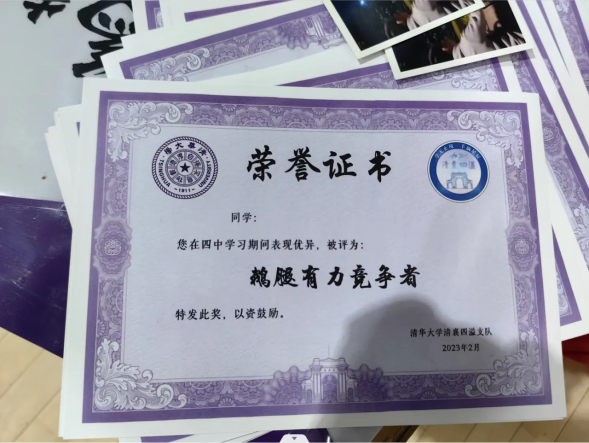 荣誉证书
同学：
您在四中学习期间表现优异，被评为：
鹅腿有力竞争者
特发此奖，以资鼓励。
清华大学清襄四溢支队
2023年2月